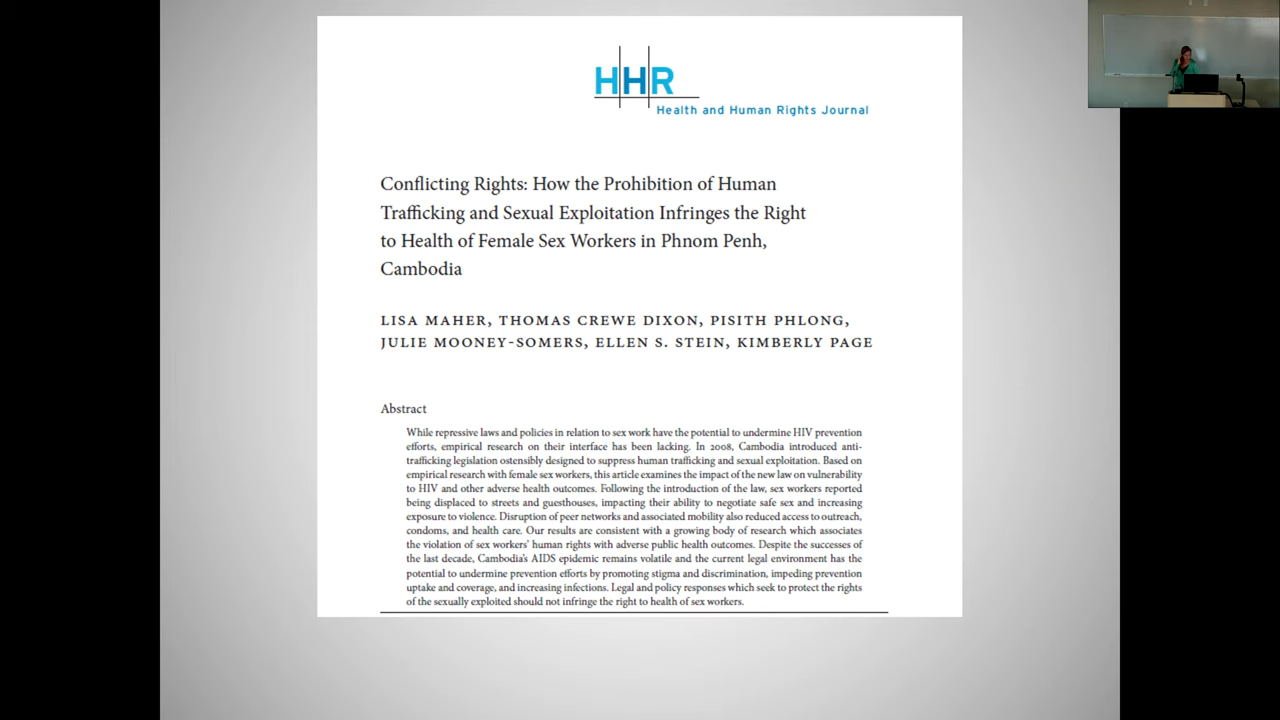 HHR
Health and Human Rights Journal
Conflicting Rights: How the Prohibition of Human
Trafficking and Sexual Exploitation Infringes the Right
to Health of Female Sex Workers in Phnom Penh,
Cambodia
LISA MAHER, THOMAS CREWE DIXON, PISITH PHLONG,
JULIE MOONEY-SOMERS, ELLEN S. STEIN, KIMBERLY PAGE
Abstract
While repressive laws and policies in relation to sex work have the potential to undermine HIV prevention
efforts, empirical research on their interface has been lacking. In 2008, Cambodia introduced anti-
trafficking legislation ostensibly designed to suppress human trafficking and sexual exploitation. Based on
empirical research with female sex workers, this article examines the impact of the new law on vulnerability
to HIV and other adverse health outcomes. Following the introduction of the law, sex workers reported
being displaced to streets and guesthouses, impacting their ability to negotiate safe sex and increasing
exposure to violence. Disruption of peer networks and associated mobility also reduced access to outreach,
condoms, and health care. Our results are consistent with a growing body of research which associates
the violation of sex workers' human rights with adverse public health outcomes. Despite the successes of
the last decade, Cambodia's AIDS epidemic remains volatile and the current legal environment has the
potential to undermine prevention efforts by promoting stigma and discrimination, impeding prevention
uptake and coverage, and increasing infections. Legal and policy responses which seek to protect the rights
of the sexually exploited should not infringe the right to health of sex workers.